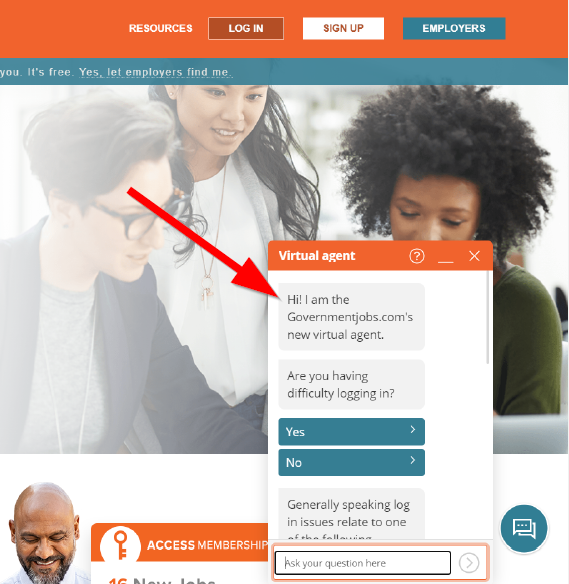 RESOURCES
LOG IN
SIGN UP
EMPLOYERS
you. It's free. Yes, let employers find me.
Virtual agent
?
Hi! I am the
Governmentjobs.com's
new virtual agent.
Are you having
difficulty logging in?
Yes
No
Generally speaking log
in issues relate to one
of the following
ACCESS MEMBERSHIP
16 New Jobs
Ask your question here